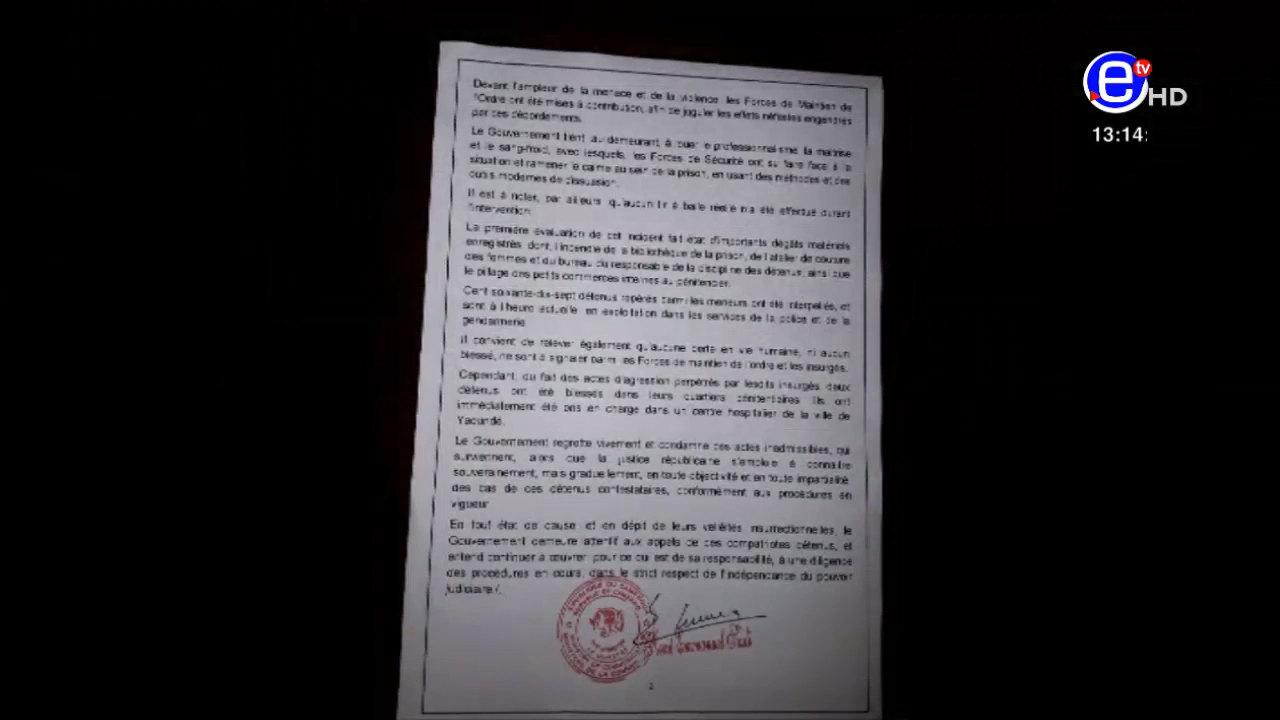 e tv HD
13:14:
Devant l'ampleur de la menace et de la violence, les Forces de Maintien de
l'Ordre ont été mises à contribution, afin de juguler les effets néfastes engendrés
par ces débordements.
Le Gouvernement tient au demeurant, à louer le professionnalisme, la maitrise
et le sang-froid, avec lesquels, les Forces de Sécurité ont su faire face à la
situation et ramener le calme au sein de la prison, en usant des méthodes et des
outils modernes de dissuasion.
Il est à noter, par ailleurs, qu'aucun tir à balle réelle n'a été effectué durant
l'intervention.
La première évaluation de cet incident fait état d'importants dégâts matériels
enregistrés, dont, l'incendie de la bibliothèque de la prison, de l'atelier de couture
des femmes et du bureau du responsable de la discipline des détenus, ainsi que
le pillage des petits commerces internes au pénitencier.
Cent soixante-dix-sept détenus repérés parmi les meneurs ont été interpellés, et
sont à l'heure actuelle, en exploitation dans les services de la police et de la
gendarmerie.
Il convient de relever également qu'aucune perte en vie humaine, ni aucun
blessé, ne sont à signaler parmi les Forces de maintien de l'ordre et les insurgés.
Cependant, du fait des actes d'agression perpétrés par lesdits insurgés, deux
détenus ont été blessés dans leurs quartiers pénitentiaires. Ils ont
immédiatement été pris en charge dans un centre hospitalier de la ville de
Yaoundé.
Le Gouvernement regrette vivement et condamne ces actes inadmissibles, qui
surviennent, alors que la justice républicaine s'emploie à connaître
souverainement, mais graduellement, en toute objectivité et en toute impartialité,
des cas de ces détenus contestataires, conformément aux procédures en
vigueur.
En tout état de cause, et en dépit de leurs velléités insurrectionnelles, le
Gouvernement demeure attentif aux appels de ces compatriotes détenus, et
entend continuer à œuvrer, pour ce qui est de sa responsabilité, à une diligence
des procédures en cours, dans le strict respect de l'indépendance du pouvoir
judiciaire/.
REPUBLIQUE DU CAMEROUN
REPUBLIC OF CAMEROON
2